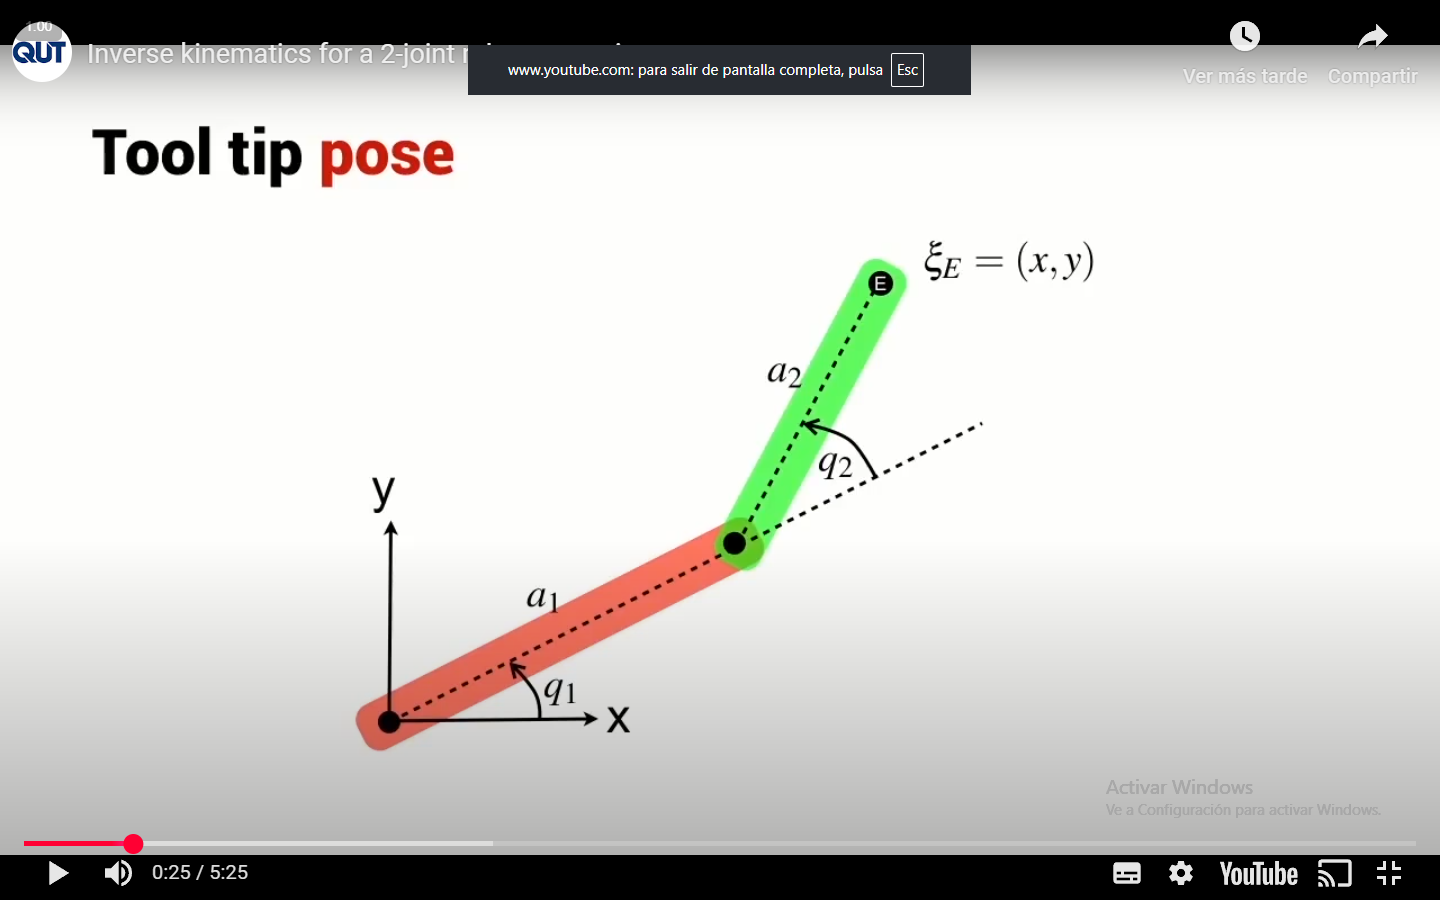 1:00
QUT
Inverse kinematics for a 2-joint
www.youtube.com: para salir de pantalla completa, pulsa Esc
Ver más tarde Compartir
Tool tip pose
ξE = (x, y)
E
a2
q2
y
a1
q1
x
Activar Windows
Ve a Configuración para activar Windows.
0:25 / 5:25
YouTube